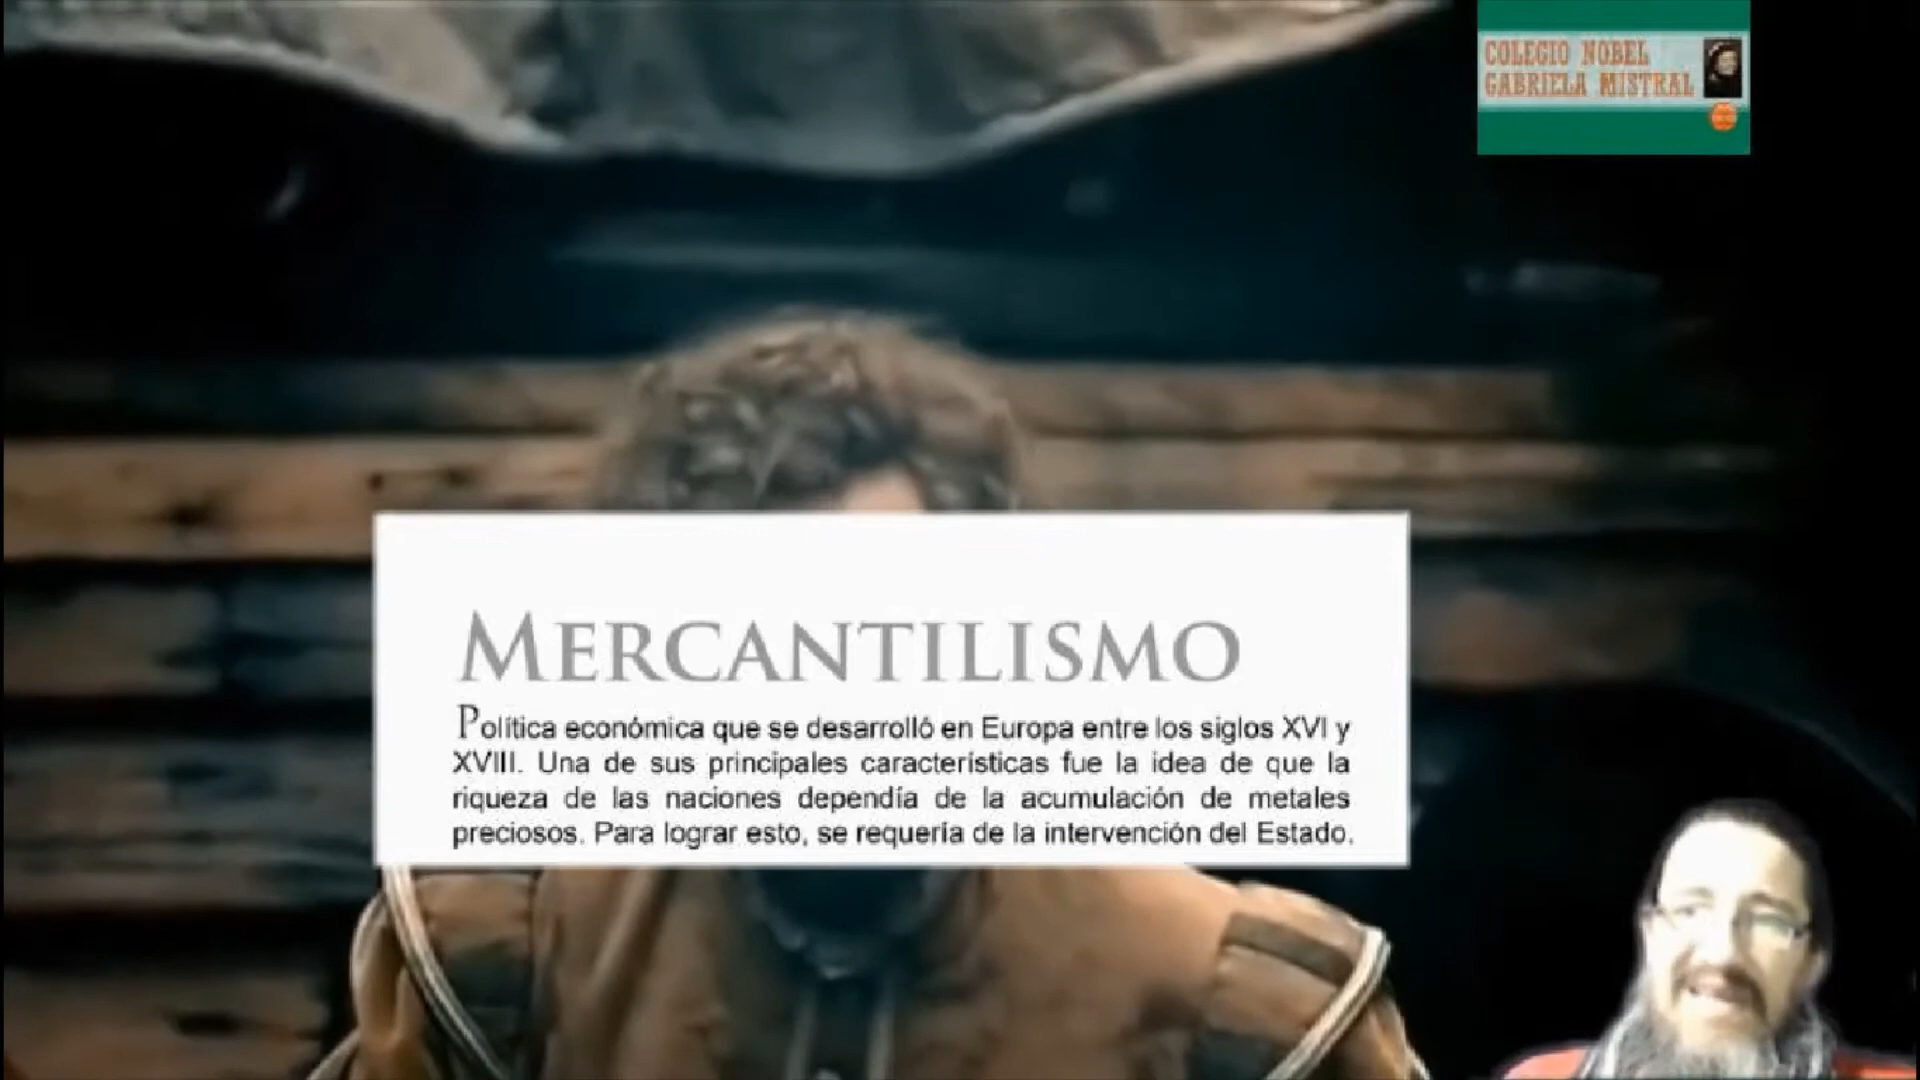 COLEGIO NOBEL
GABRIELA MISTRAL
MERCANTILISMO
Política económica que se desarrolló en Europa entre los siglos XVI y
XVIII. Una de sus principales características fue la idea de que la
riqueza de las naciones dependía de la acumulación de metales
preciosos. Para lograr esto, se requería de la intervención del Estado.